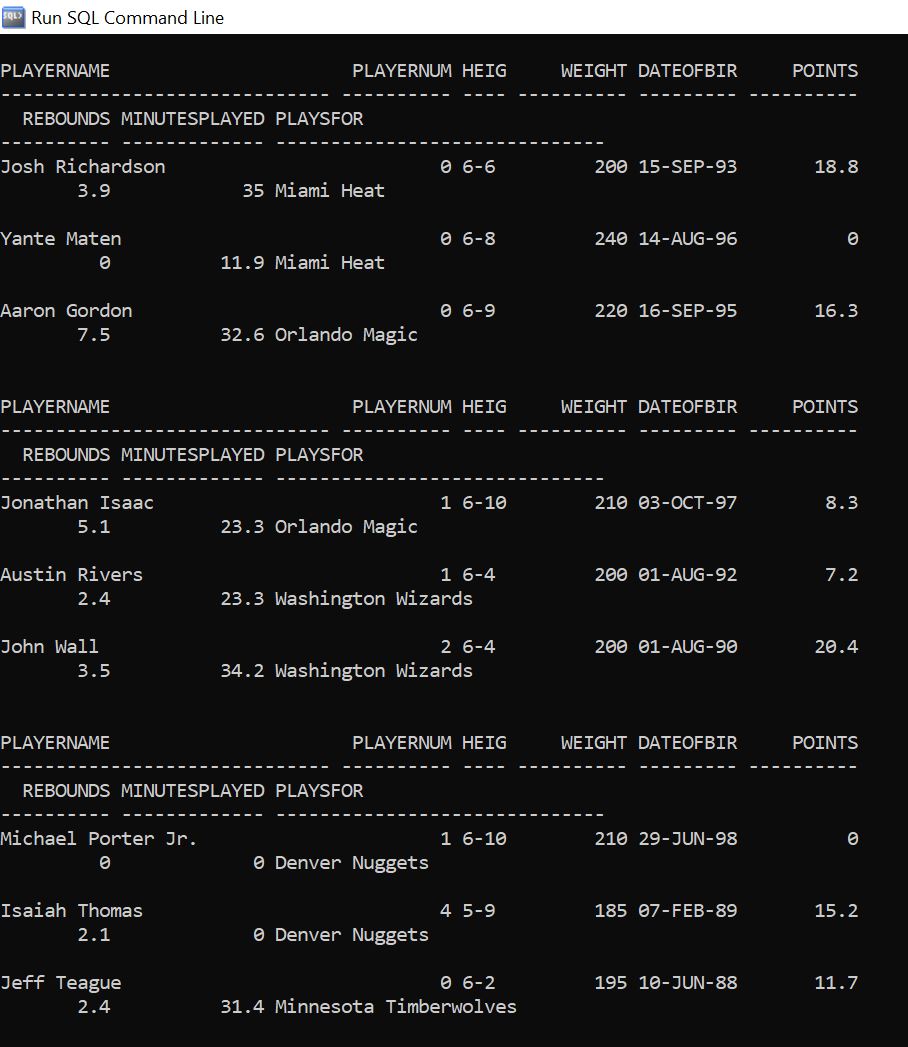 SQL> Run SQL Command Line
PLAYERNAME                      PLAYERNUM HEIG     WEIGHT DATEOFBIR     POINTS
------------------------------ ---------- ---- ---------- --------- ----------
  REBOUNDS MINUTESPLAYED PLAYSFOR
---------- ------------- ------------------------------
Josh Richardson                         0 6-6         200 15-SEP-93       18.8
       3.9            35 Miami Heat
Yante Maten                             0 6-8         240 14-AUG-96          0
         0          11.9 Miami Heat
Aaron Gordon                            0 6-9         220 16-SEP-95       16.3
       7.5          32.6 Orlando Magic
PLAYERNAME                      PLAYERNUM HEIG     WEIGHT DATEOFBIR     POINTS
------------------------------ ---------- ---- ---------- --------- ----------
  REBOUNDS MINUTESPLAYED PLAYSFOR
---------- ------------- ------------------------------
Jonathan Isaac                          1 6-10        210 03-OCT-97        8.3
       5.1          23.3 Orlando Magic
Austin Rivers                           1 6-4         200 01-AUG-92        7.2
       2.4          23.3 Washington Wizards
John Wall                               2 6-4         200 01-AUG-90       20.4
       3.5          34.2 Washington Wizards
PLAYERNAME                      PLAYERNUM HEIG     WEIGHT DATEOFBIR     POINTS
------------------------------ ---------- ---- ---------- --------- ----------
  REBOUNDS MINUTESPLAYED PLAYSFOR
---------- ------------- ------------------------------
Michael Porter Jr.                      1 6-10        210 29-JUN-98          0
         0             0 Denver Nuggets
Isaiah Thomas                           4 5-9         185 07-FEB-89       15.2
       2.1             0 Denver Nuggets
Jeff Teague                             0 6-2         195 10-JUN-88       11.7
       2.4          31.4 Minnesota Timberwolves